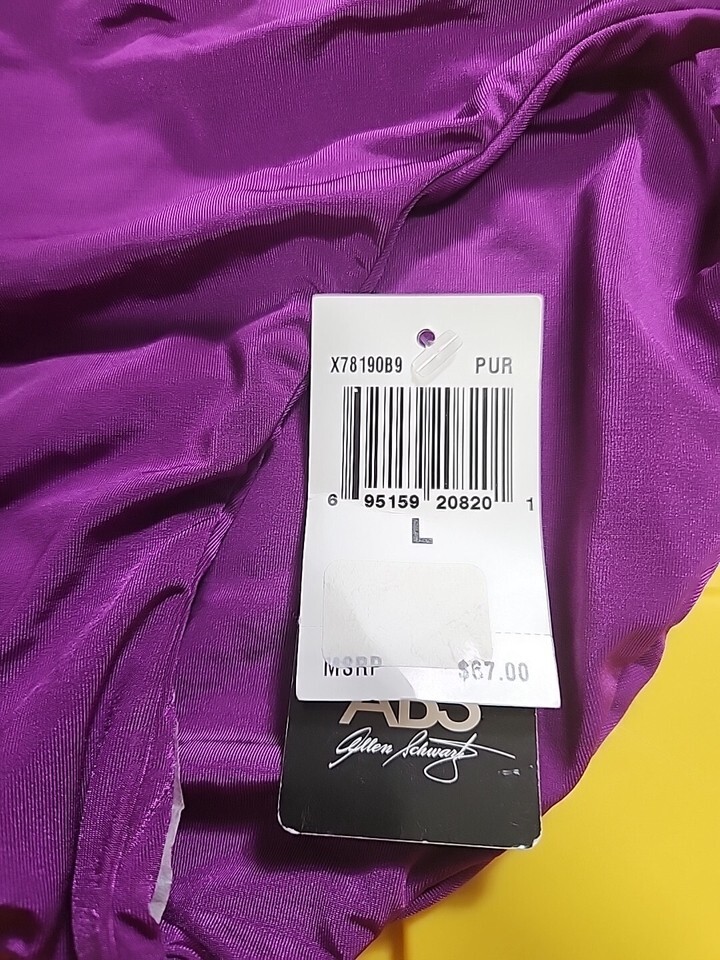 X78190B9 PUR
6 95159 20820 1
L
MSRP $67.00
ABS
Allen Schwartz